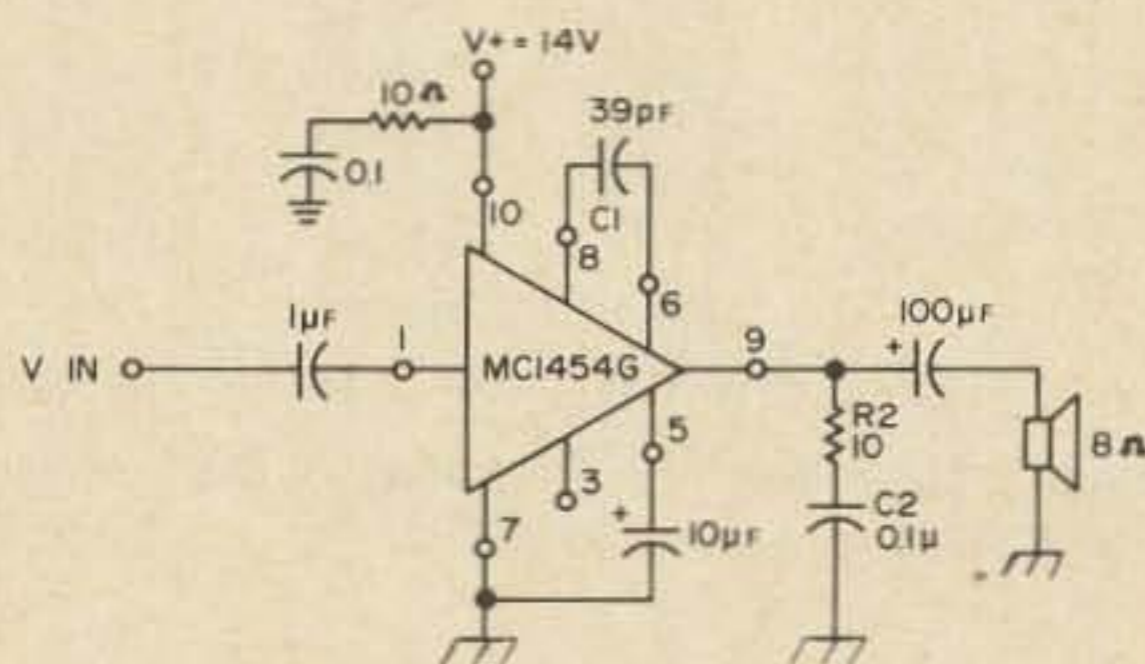 V+ = 14V
10Ω
0.1
39pF
C1
10
8
6
1µF
1
V IN
MC1454G
9
100µF
+
R2
10
C2
0.1µ
8Ω
5
3
7
+
10µF